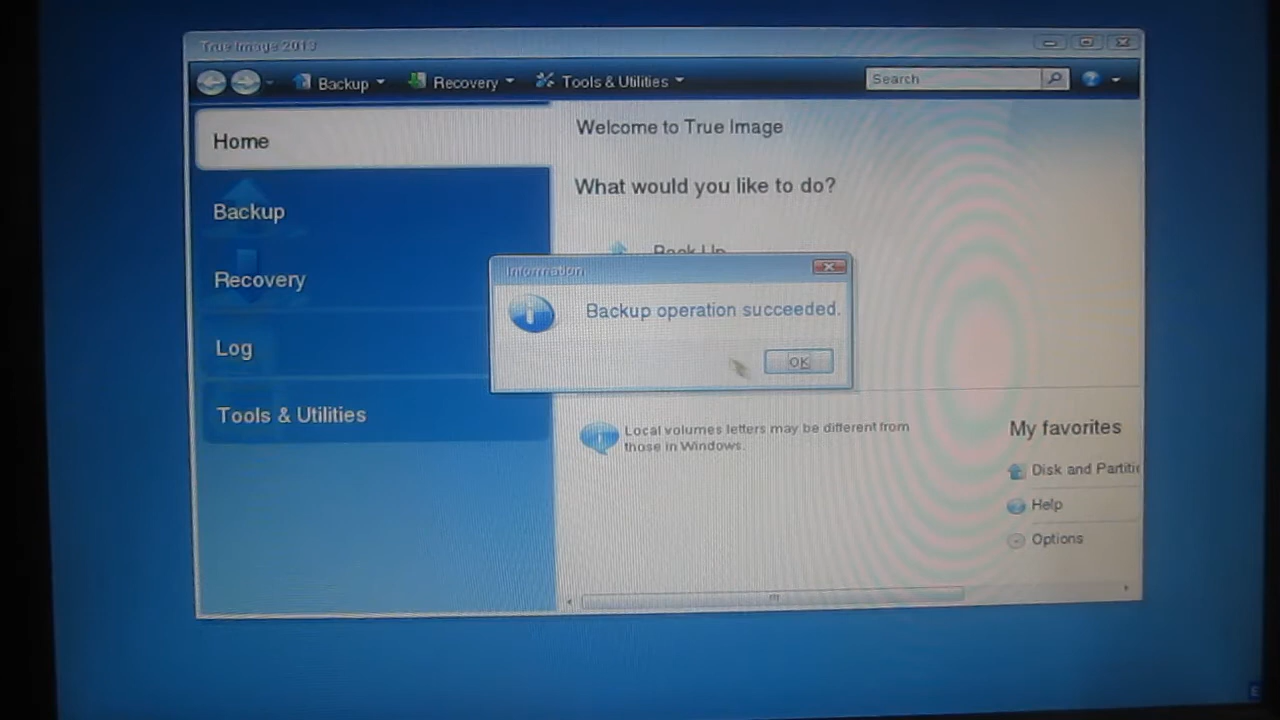 True Image 2013
Backup
Recovery
Tools & Utilities
Search
Home
Backup
Recovery
Log
Tools & Utilities
Welcome to True Image
What would you like to do?
Back Up
Information
Backup operation succeeded.
OK
Local volumes letters may be different from
those in Windows.
My favorites
Disk and Partiti
Help
Options
E